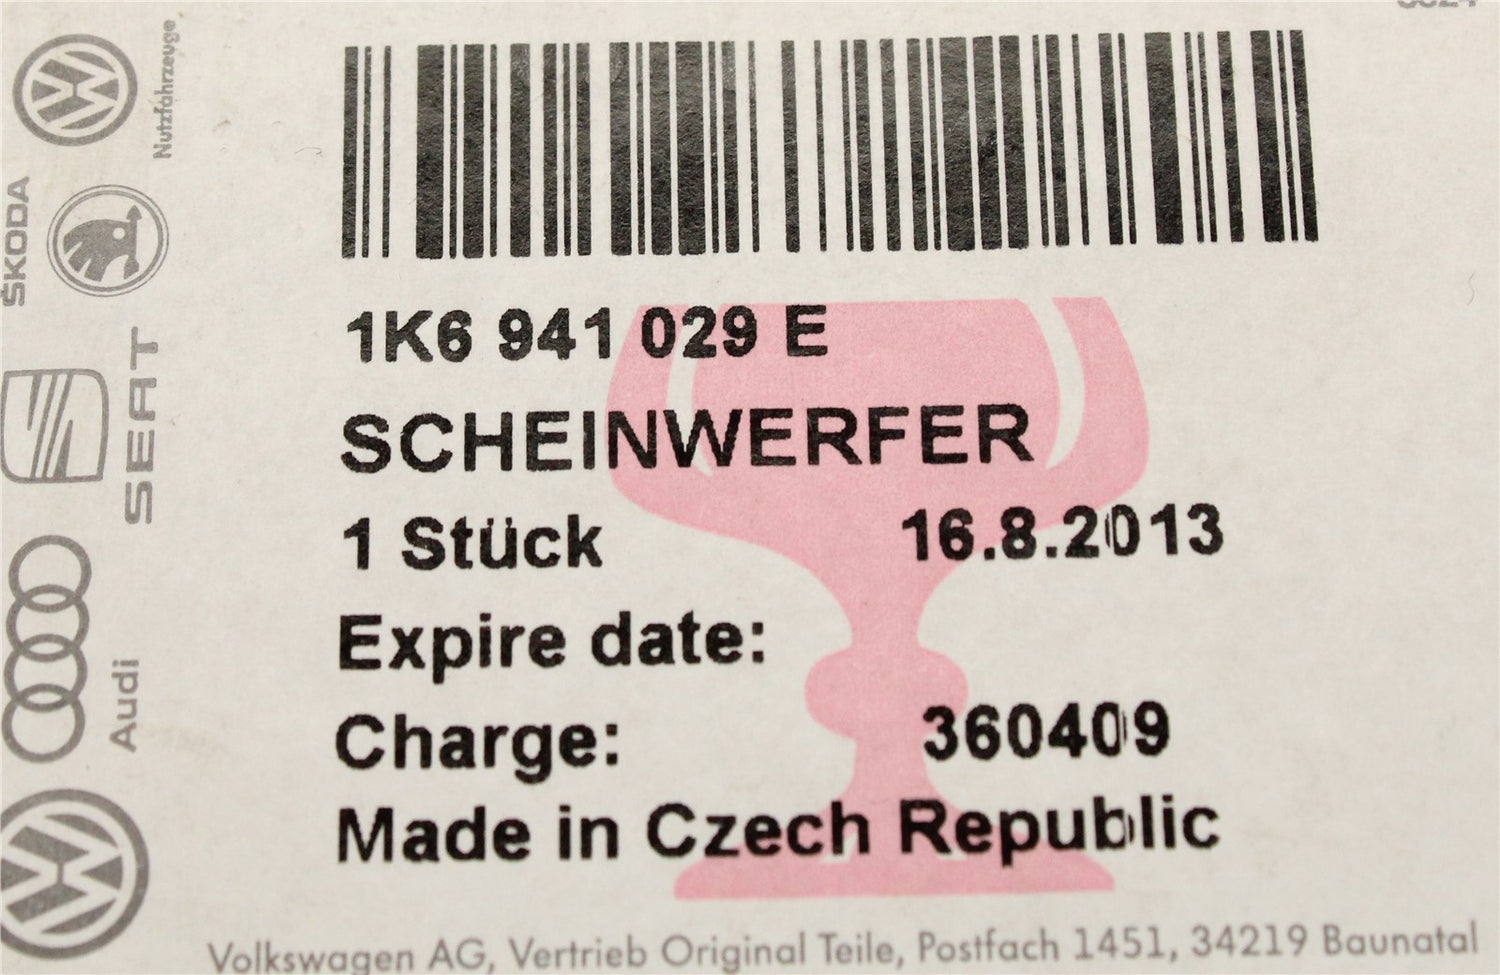 1K6 941 029 E
SCHEINWERFER
1 Stück 16.8.2013
Expire date:
Charge: 360409
Made in Czech Republic
Volkswagen AG, Vertrieb Original Teile, Postfach 1451, 34219 Baunatal
Nutzfahrzeuge
ŠKODA
SEAT
Audi